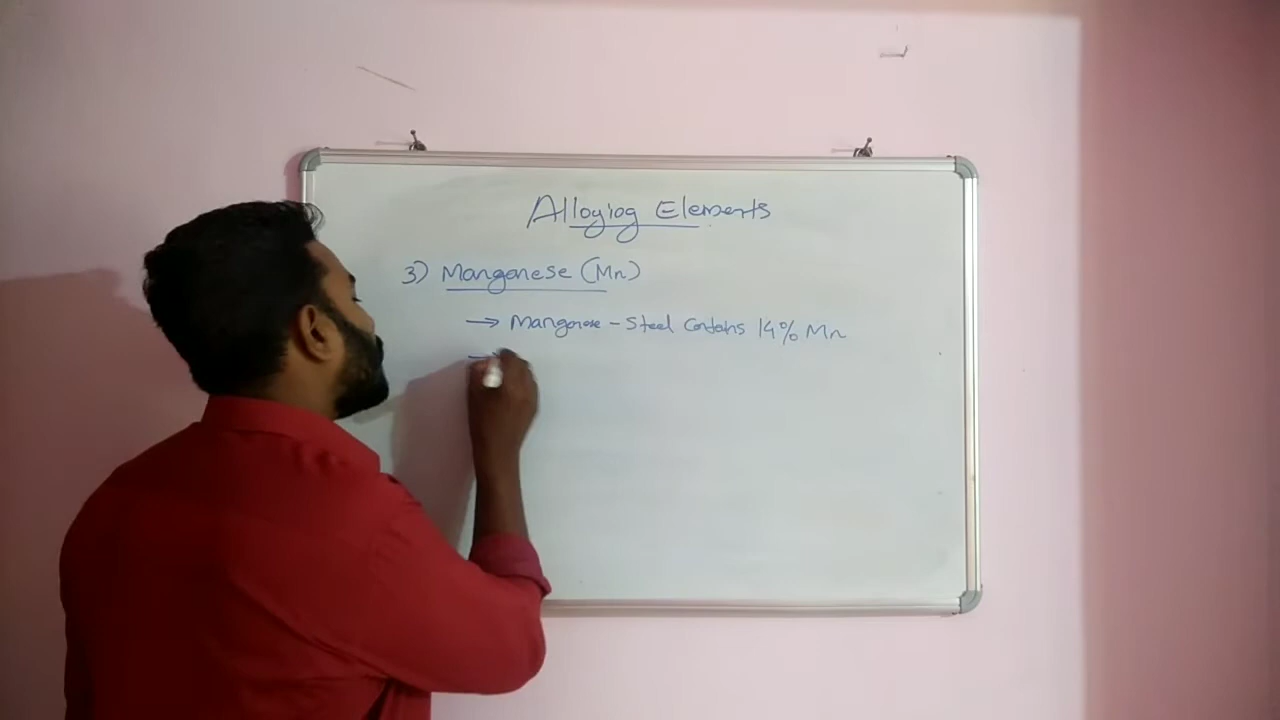 Alloying Elements
3) Manganese (Mn)
→ Manganese - Steel Contains 14% Mn
→